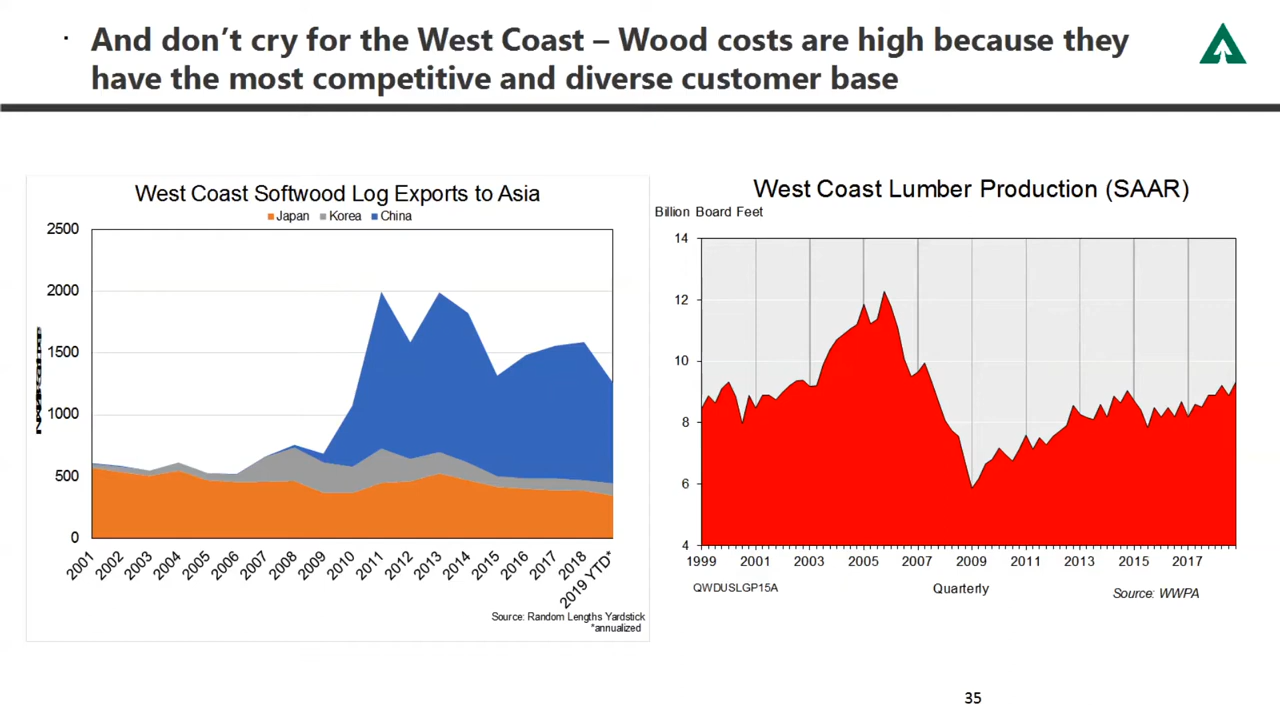 · And don’t cry for the West Coast – Wood costs are high because they
have the most competitive and diverse customer base
West Coast Softwood Log Exports to Asia
Japan Korea China
2500
2000
1500
1000
500
0
2001 2002 2003 2004 2005 2006 2007 2008 2009 2010 2011 2012 2013 2014 2015 2016 2017 2018 2019 YTD*
Source: Random Lengths Yardstick
*annualized
West Coast Lumber Production (SAAR)
Billion Board Feet
14
12
10
8
6
4
1999 2001 2003 2005 2007 2009 2011 2013 2015 2017
QWDUSLGP15A Quarterly Source: WWPA
35